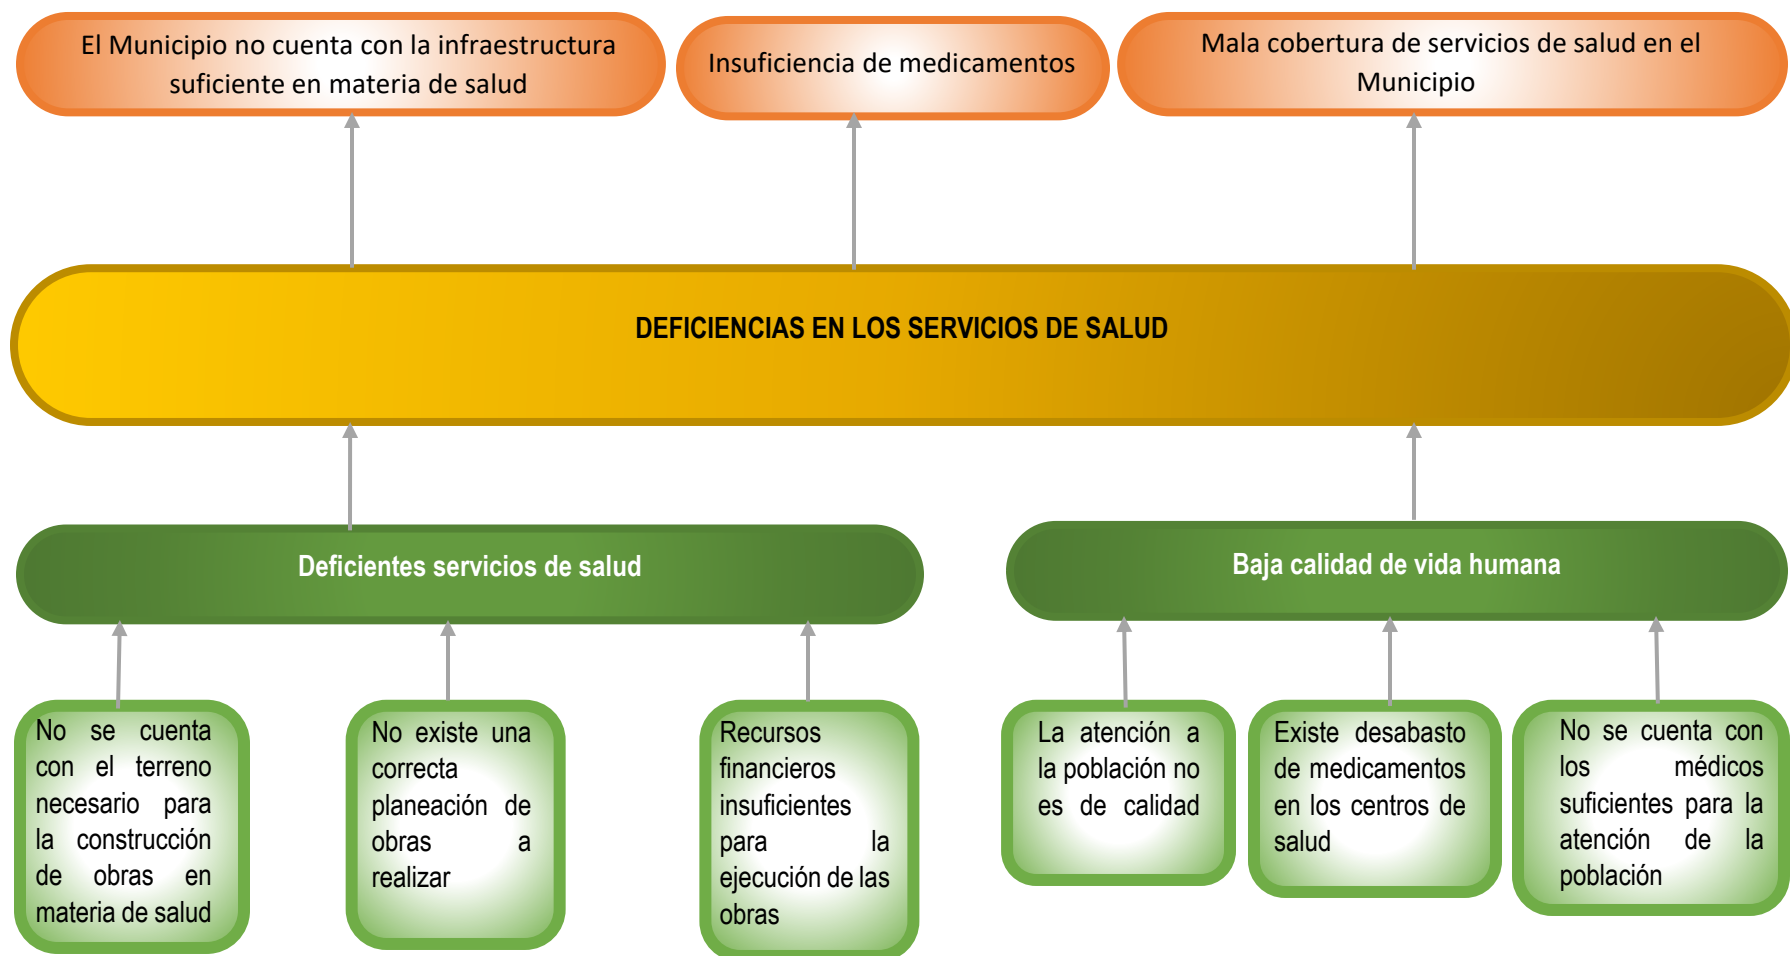 El Municipio no cuenta con la infraestructura
suficiente en materia de salud
Insuficiencia de medicamentos
Mala cobertura de servicios de salud en el
Municipio
DEFICIENCIAS EN LOS SERVICIOS DE SALUD
Deficientes servicios de salud
Baja calidad de vida humana
No se cuenta
con el terreno
necesario para
la construcción
de obras en
materia de salud
No existe una
correcta
planeación de
obras a
realizar
Recursos
financieros
insuficientes
para la
ejecución de las
obras
La atención a
la población no
es de calidad
Existe desabasto
de medicamentos
en los centros de
salud
No se cuenta con
los médicos
suficientes para la
atención de la
población